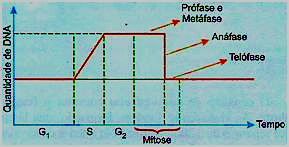 Prófase e
Metáfase
Anáfase
Telófase
Quantidade de DNA
Tempo
G₁
S
G₂
Mitose